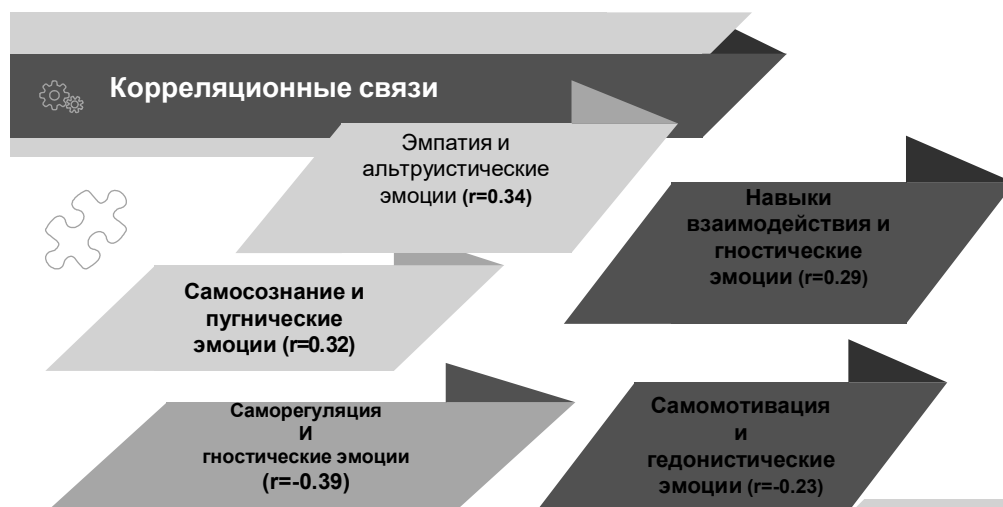 Корреляционные связи
Эмпатия и
альтруистические
эмоции (r=0.34)
Навыки
взаимодействия и
гностические
эмоции (r=0.29)
Самосознание и
пугнические
эмоции (r=0.32)
Саморегуляция
И
гностические эмоции
(r=-0.39)
Самомотивация
и
гедонистические
эмоции (r=-0.23)